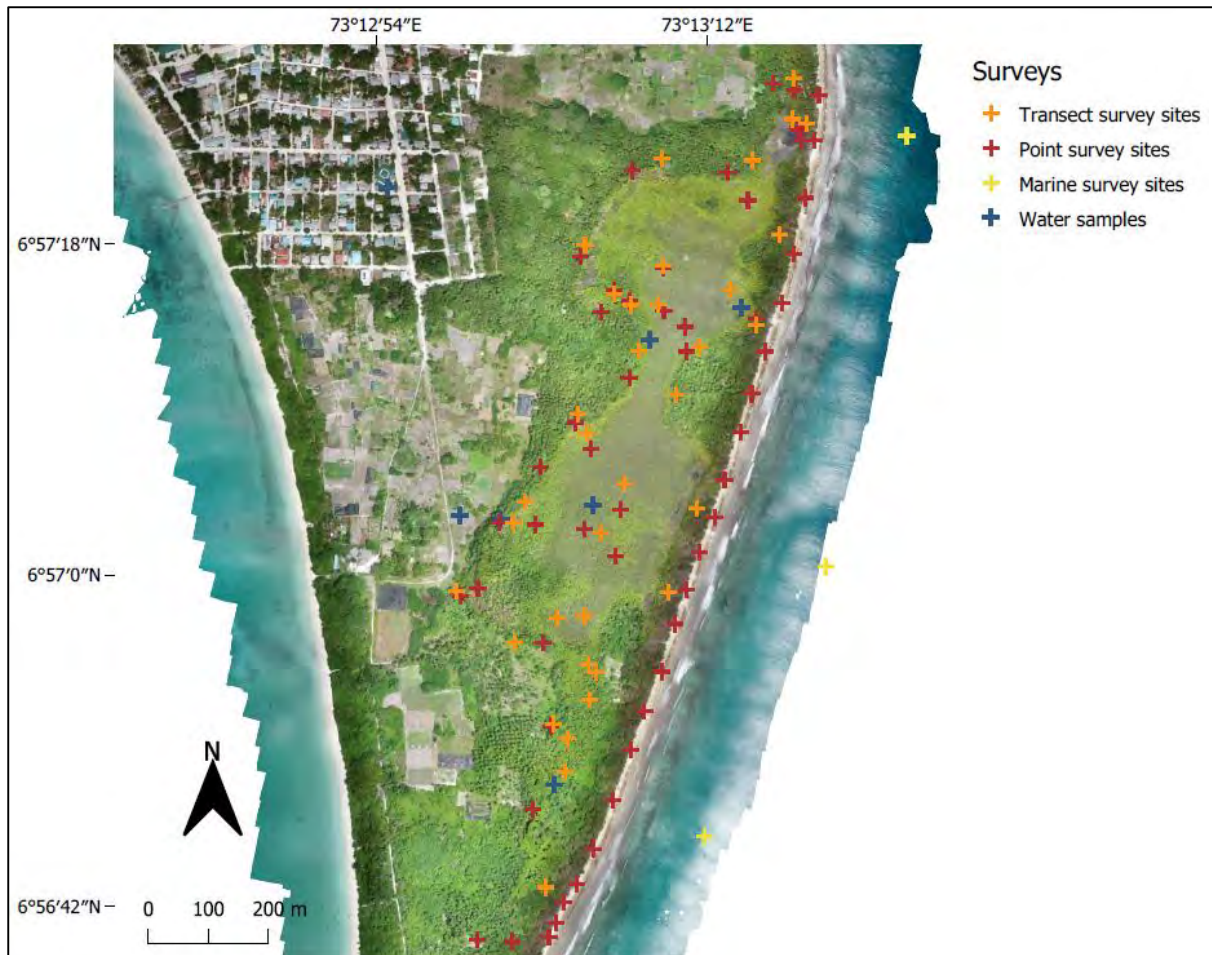 73°12′54″E
73°13′12″E
Surveys
Transect survey sites
Point survey sites
Marine survey sites
Water samples
6°57′18″N
6°57′0″N
N
6°56′42″N
0 100 200 m